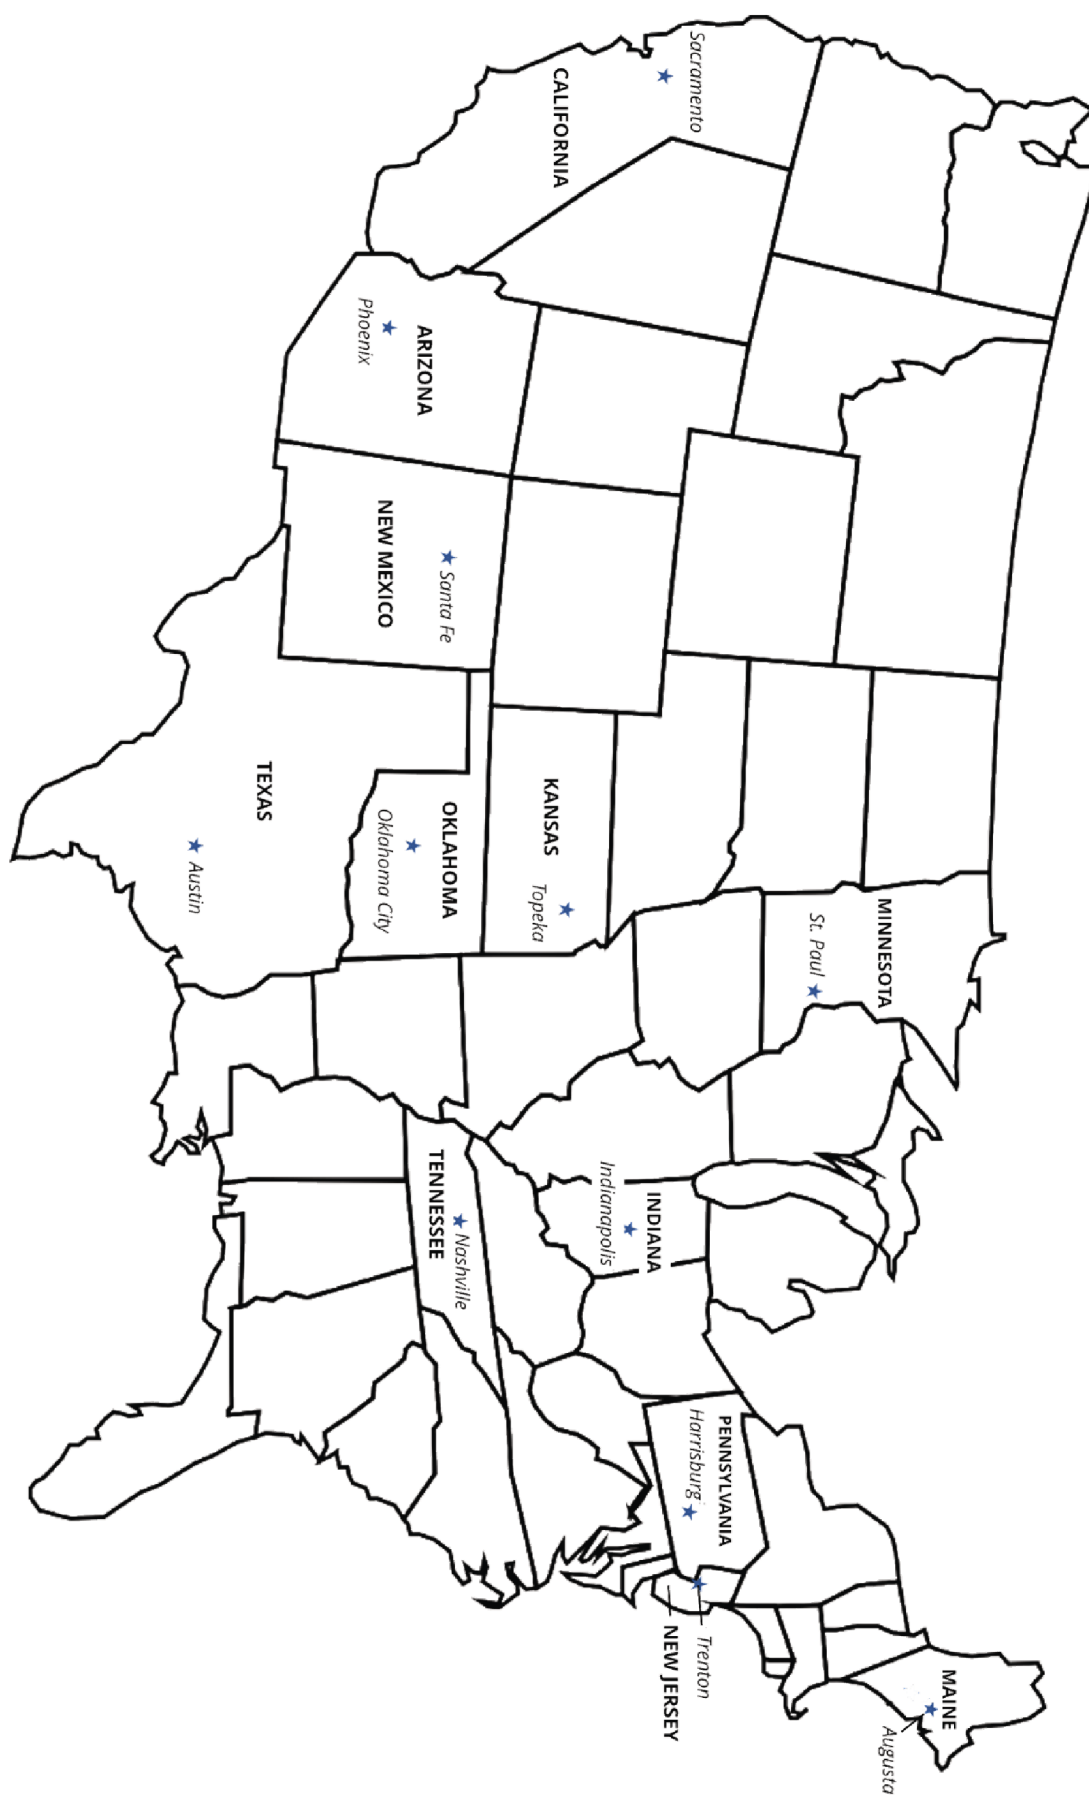 Sacramento
CALIFORNIA
ARIZONA
Phoenix
Santa Fe
NEW MEXICO
TEXAS
Austin
KANSAS
Topeka
OKLAHOMA
Oklahoma City
MINNESOTA
St. Paul
INDIANA
Indianapolis
Nashville
TENNESSEE
PENNSYLVANIA
Harrisburg
Trenton
NEW JERSEY
MAINE
Augusta